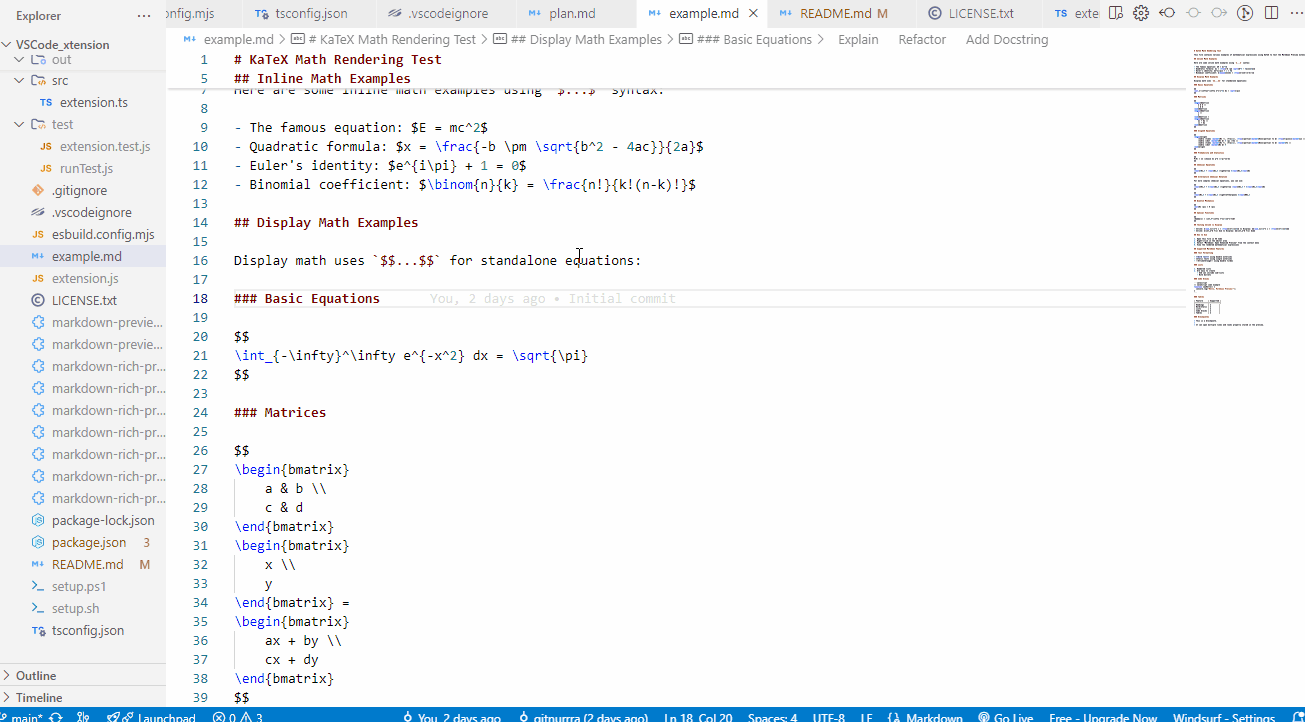 Explorer ···
nfig.mjs tsconfig.json .vscodeignore plan.md example.md README.md M LICENSE.txt TS exte
VSCode_xtension
example.md > # KaTeX Math Rendering Test > ## Display Math Examples > ### Basic Equations > Explain Refactor Add Docstring
out
src
TS extension.ts
test
JS extension.test.js
JS runTest.js
.gitignore
.vscodeignore
JS esbuild.config.mjs
example.md
JS extension.js
LICENSE.txt
markdown-previe...
markdown-previe...
markdown-rich-pr...
markdown-rich-pr...
markdown-rich-pr...
markdown-rich-pr...
markdown-rich-pr...
markdown-rich-pr...
markdown-rich-pr...
package-lock.json
package.json 3
README.md M
setup.ps1
setup.sh
tsconfig.json
Outline
Timeline
1 # KaTeX Math Rendering Test
5 ## Inline Math Examples
7 Here are some inline math examples using `$...$` syntax:
8
9 - The famous equation: $E = mc^2$
10 - Quadratic formula: $x = \frac{-b \pm \sqrt{b^2 - 4ac}}{2a}$
11 - Euler's identity: $e^{i\pi} + 1 = 0$
12 - Binomial coefficient: $\binom{n}{k} = \frac{n!}{k!(n-k)!}$
13
14 ## Display Math Examples
15
16 Display math uses `$$...$$` for standalone equations:
17
18 ### Basic Equations You, 2 days ago • Initial commit
19
20 $$
21 \int_{-\infty}^\infty e^{-x^2} dx = \sqrt{\pi}
22 $$
23
24 ### Matrices
25
26 $$
27 \begin{bmatrix}
28 a & b \\
29 c & d
30 \end{bmatrix}
31 \begin{bmatrix}
32 x \\
33 y
34 \end{bmatrix} =
35 \begin{bmatrix}
36 ax + by \\
37 cx + dy
38 \end{bmatrix}
39 $$
main* Launchpad 0 3 You, 2 days ago gitnurrra (2 days ago) Ln 18, Col 20 Spaces: 4 UTF-8 LF {} Markdown Go Live Free - Upgrade Now Windsurf - Settings